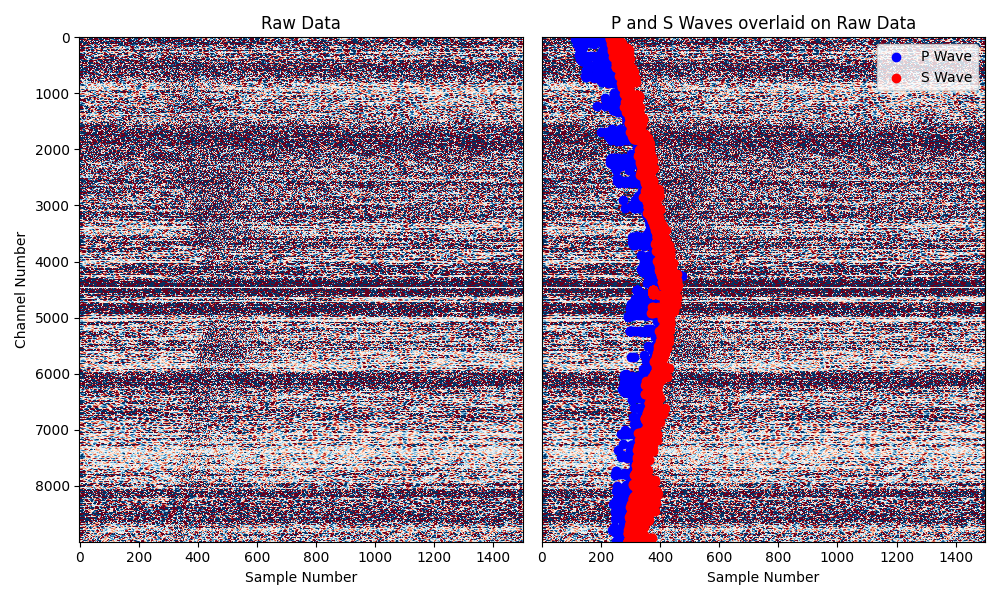 Raw Data
P and S Waves overlaid on Raw Data
Channel Number
0
1000
2000
3000
4000
5000
6000
7000
8000
P Wave
S Wave
0 200 400 600 800 1000 1200 1400
0 200 400 600 800 1000 1200 1400
Sample Number
Sample Number